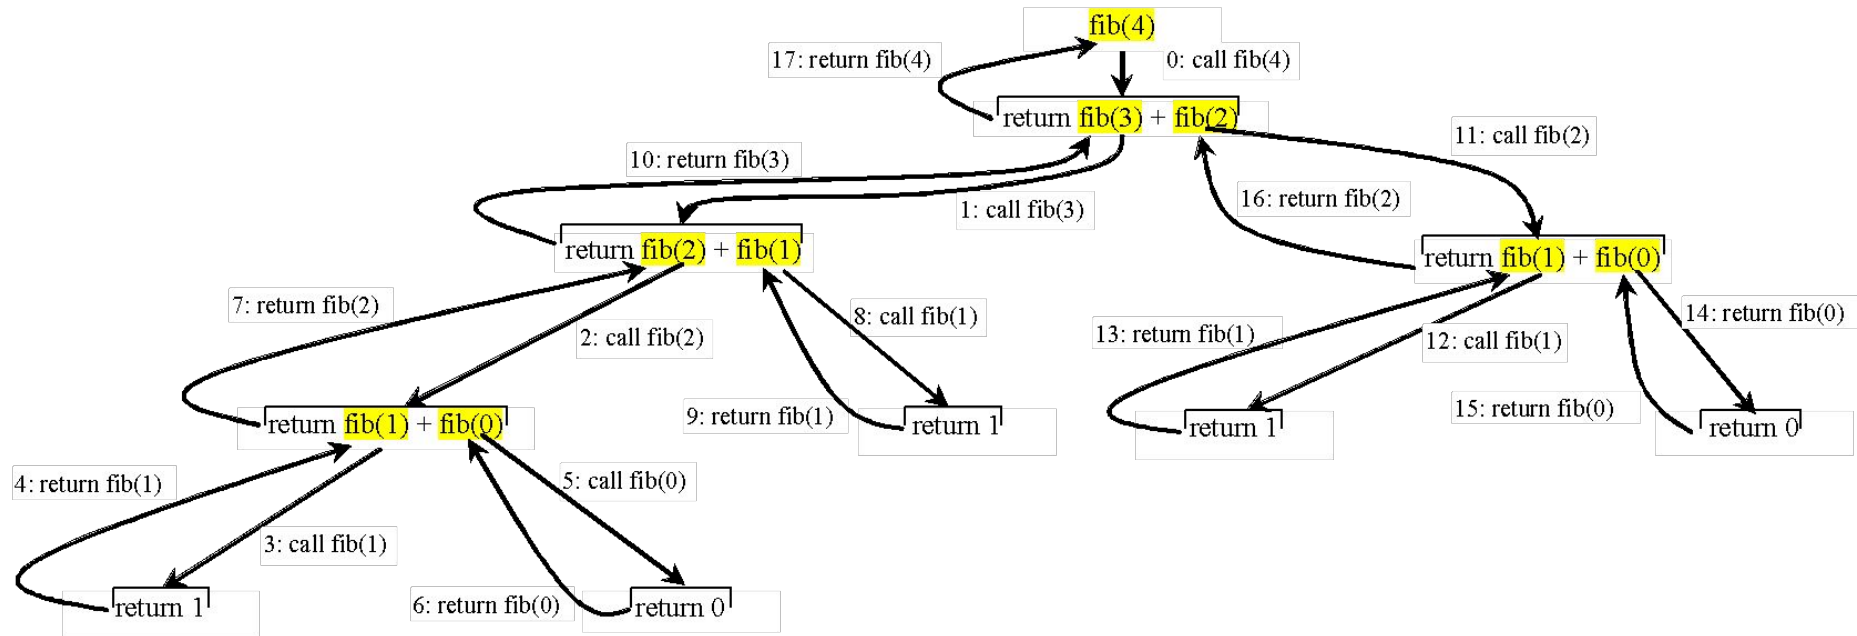 fib(4)
17: return fib(4)
0: call fib(4)
return fib(3) + fib(2)
10: return fib(3)
11: call fib(2)
1: call fib(3)
16: return fib(2)
return fib(2) + fib(1)
return fib(1) + fib(0)
7: return fib(2)
2: call fib(2)
8: call fib(1)
13: return fib(1)
12: call fib(1)
14: return fib(0)
9: return fib(1)
15: return fib(0)
return fib(1) + fib(0)
return 1
return 1
return 0
4: return fib(1)
5: call fib(0)
3: call fib(1)
6: return fib(0)
return 1
return 0